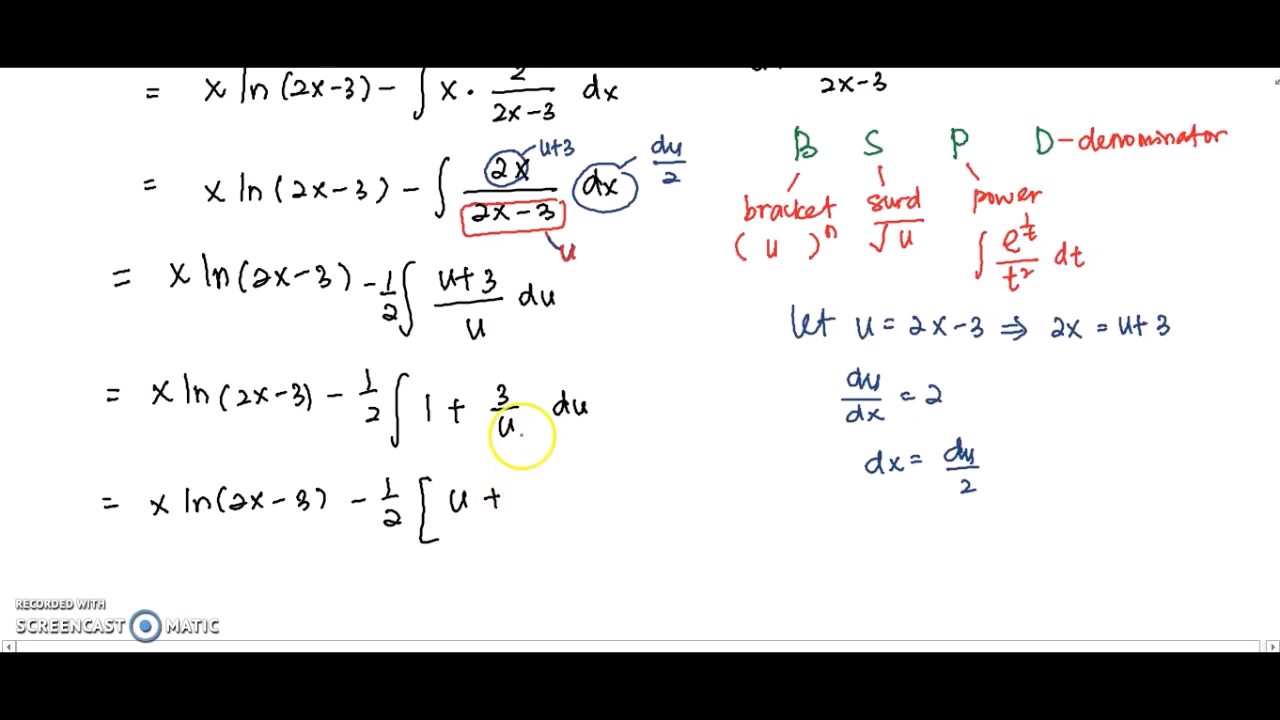 = x ln(2x-3) - ∫ x · 2/(2x-3) dx
= x ln(2x-3) - ∫ 2x/(2x-3) dx
u+3
du/2
u
= x ln(2x-3) - 1/2 ∫ (u+3)/u du
= x ln(2x-3) - 1/2 ∫ 1 + 3/u du
= x ln(2x-3) - 1/2 [ u +
2x-3
B S P D - denominator
bracket surd power
( u )ⁿ √u ∫ e^(1/t)/t² dt
let u = 2x-3 ⇒ 2x = u+3
du/dx = 2
dx = du/2
RECORDED WITH
SCREENCAST MATIC